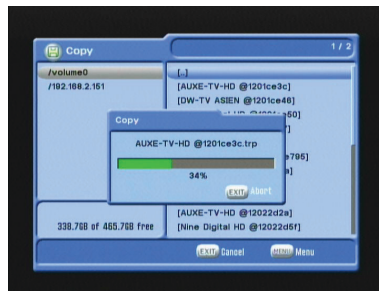 Copy
1 / 2
/volume0
/192.168.2.151
[..]
[AUXE-TV-HD @1201ce3c]
[DW-TV ASIEN @1201ce46]
Copy
AUXE-TV-HD @1201ce3c.trp
34%
EXIT Abort
[AUXE-TV-HD @12022d2a]
[Nine Digital HD @12022d5f]
338.7GB of 465.7GB free
EXIT Cancel
MENU Menu